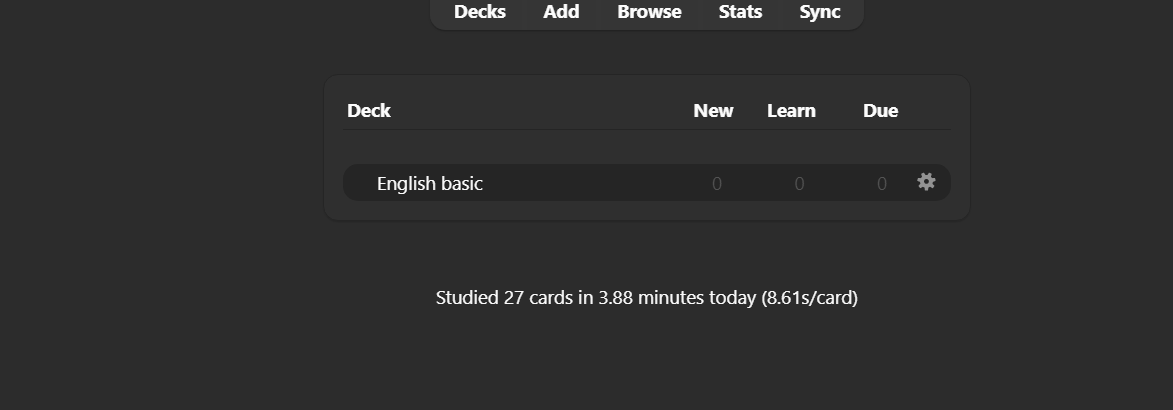 Decks Add Browse Stats Sync
Deck New Learn Due
English basic 0 0 0
Studied 27 cards in 3.88 minutes today (8.61s/card)